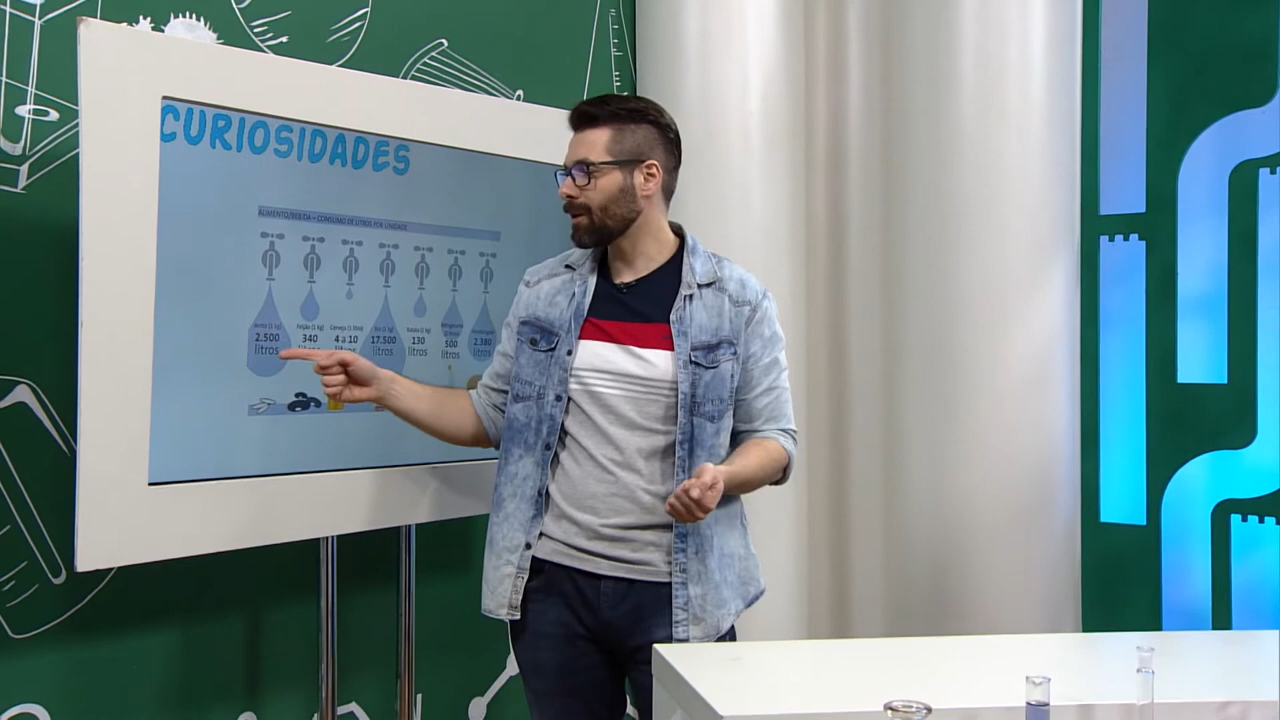 CURIOSIDADES
ALIMENTO/BEBIDA = CONSUMO DE LITROS POR UNIDADE
Arroz (1 kg) Feijão (1 kg) Cerveja (1 litro) (1 kg) Batata (1 kg)
2.500 340 4 a 10 17.500 130 500 2.380
litros litros litros litros litros litros litros